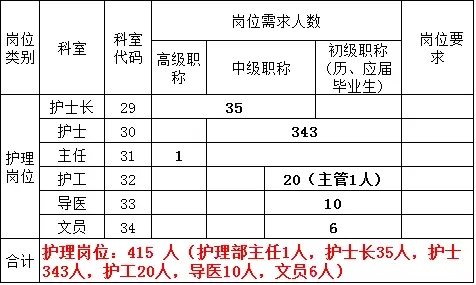 岗位需求人数
岗位类别 科室 科室代码 高级职称 中级职称 初级职称（历、应届毕业生） 岗位要求
护理岗位
护士长 29 35
护士 30 343
主任 31 1
护工 32 20（主管1人）
导医 33 10
文员 34 6
合计 护理岗位：415 人（护理部主任1人，护士长35人，护士
343人，护工20人，导医10人，文员6人）